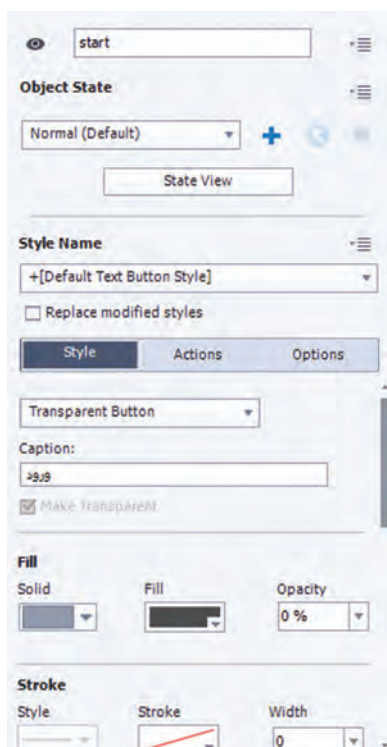 start
Object State
Normal (Default)
State View
Style Name
+[Default Text Button Style]
Replace modified styles
Style Actions Options
Transparent Button
Caption:
ورود
Make Transparent
Fill
Solid Fill Opacity
0 %
Stroke
Style Stroke Width
0